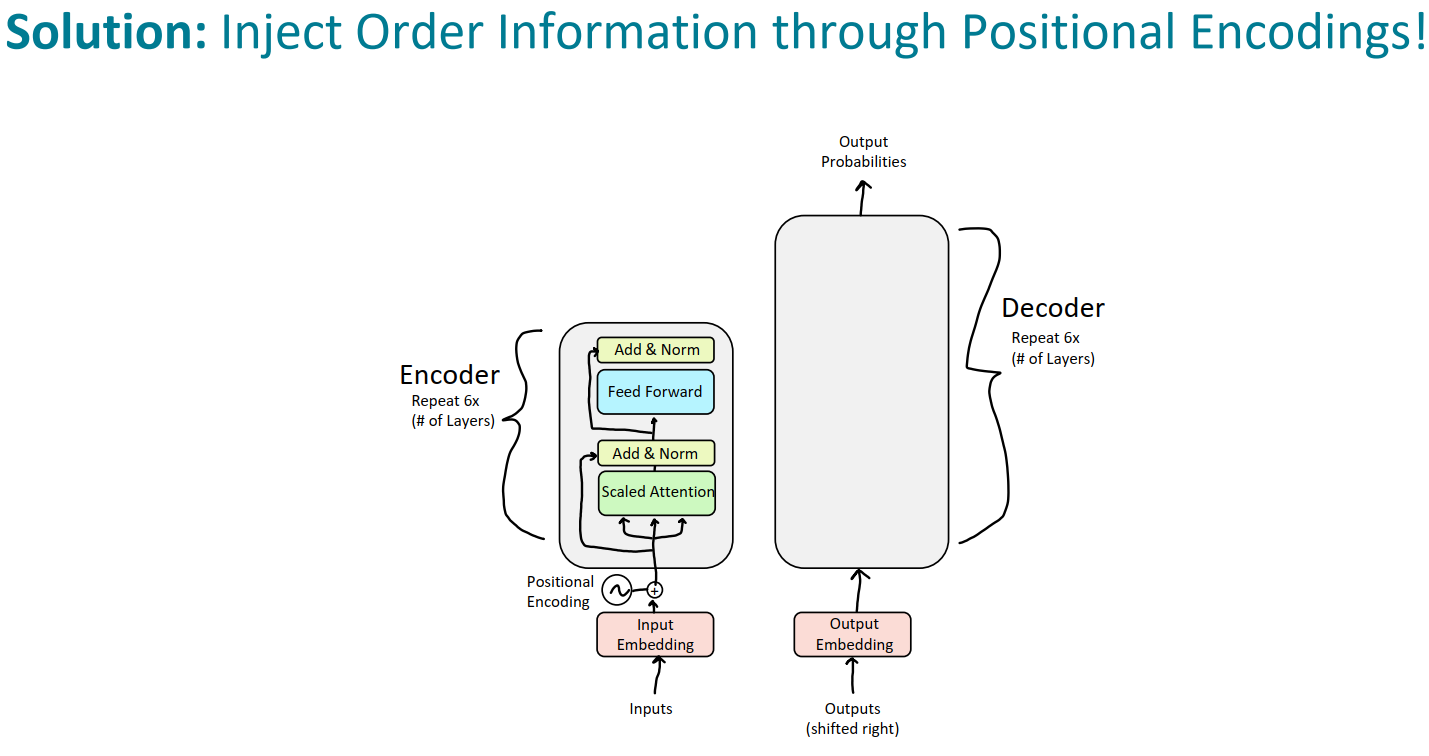 Solution: Inject Order Information through Positional Encodings!
Output
Probabilities
Decoder
Repeat 6x
(# of Layers)
Encoder
Repeat 6x
(# of Layers)
Add & Norm
Feed Forward
Add & Norm
Scaled Attention
Positional
Encoding
+
Input
Embedding
Output
Embedding
Inputs
Outputs
(shifted right)